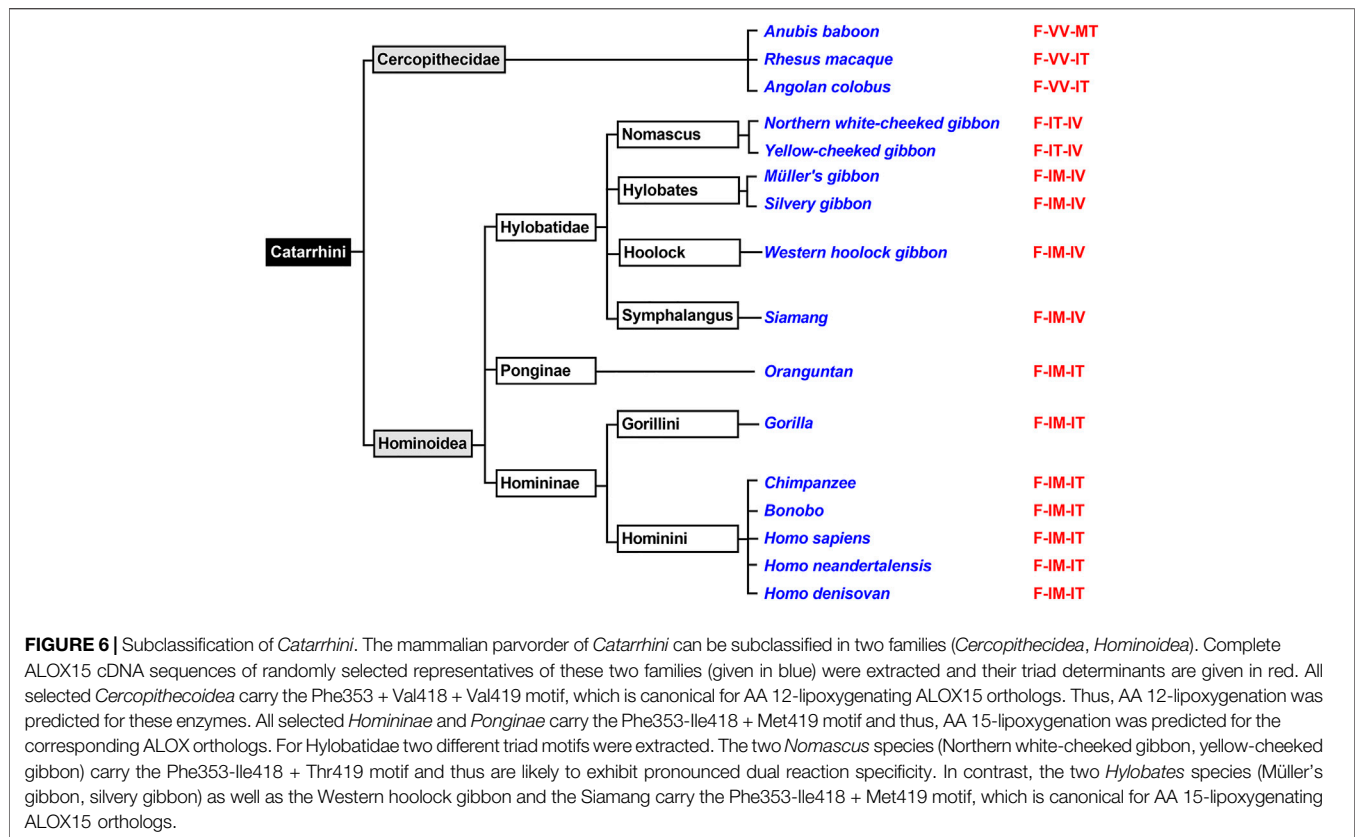 Anubis baboon F-VV-MT
Cercopithecidae Rhesus macaque F-VV-IT
Angolan colobus F-VV-IT
Northern white-cheeked gibbon F-IT-IV
Nomascus
Yellow-cheeked gibbon F-IT-IV
Müller's gibbon F-IM-IV
Hylobates
Silvery gibbon F-IM-IV
Hylobatidae
Catarrhini Hoolock Western hoolock gibbon F-IM-IV
Symphalangus Siamang F-IM-IV
Ponginae Oranguntan F-IM-IT
Gorillini Gorilla F-IM-IT
Hominoidea
Homininae Chimpanzee F-IM-IT
Bonobo F-IM-IT
Hominini Homo sapiens F-IM-IT
Homo neandertalensis F-IM-IT
Homo denisovan F-IM-IT
FIGURE 6 | Subclassification of Catarrhini. The mammalian parvorder of Catarrhini can be subclassified in two families (Cercopithecidea, Hominoidea). Complete
ALOX15 cDNA sequences of randomly selected representatives of these two families (given in blue) were extracted and their triad determinants are given in red. All
selected Cercopithecoidea carry the Phe353 + Val418 + Val419 motif, which is canonical for AA 12-lipoxygenating ALOX15 orthologs. Thus, AA 12-lipoxygenation was
predicted for these enzymes. All selected Homininae and Ponginae carry the Phe353-Ile418 + Met419 motif and thus, AA 15-lipoxygenation was predicted for the
corresponding ALOX orthologs. For Hylobatidae two different triad motifs were extracted. The two Nomascus species (Northern white-cheeked gibbon, yellow-cheeked
gibbon) carry the Phe353-Ile418 + Thr419 motif and thus are likely to exhibit pronounced dual reaction specificity. In contrast, the two Hylobates species (Müller's
gibbon, silvery gibbon) as well as the Western hoolock gibbon and the Siamang carry the Phe353-Ile418 + Met419 motif, which is canonical for AA 15-lipoxygenating
ALOX15 orthologs.